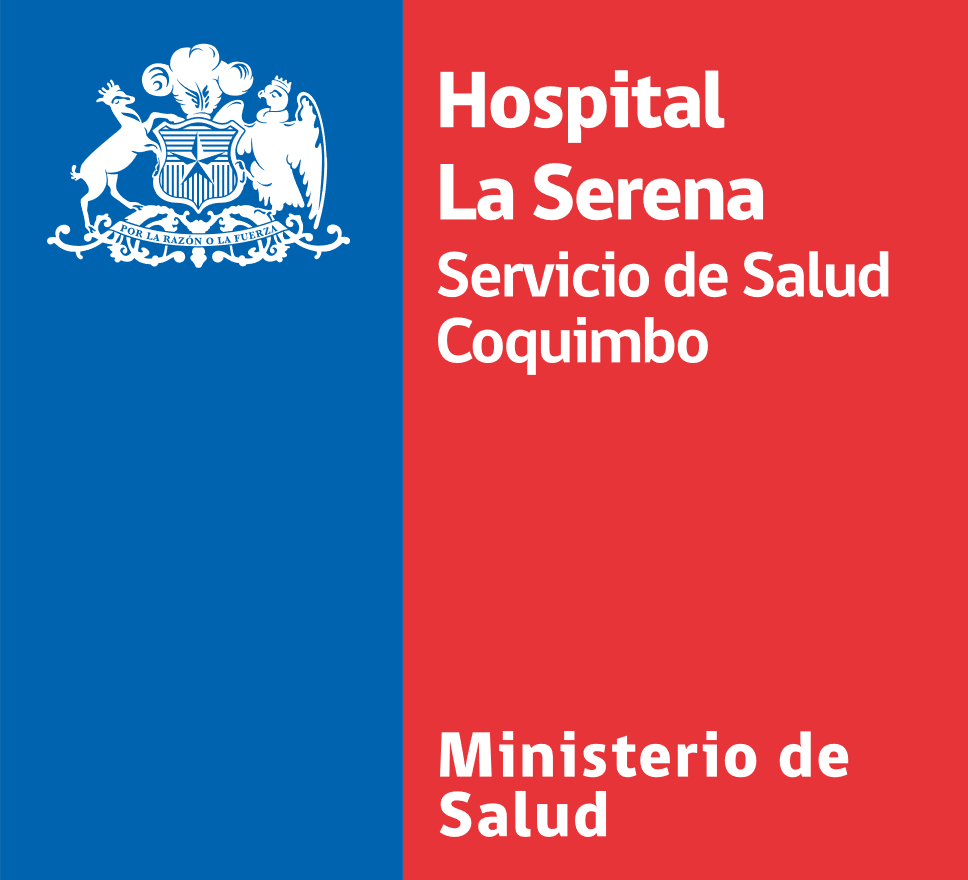 POR LA RAZÓN O LA FUERZA
Hospital
La Serena
Servicio de Salud
Coquimbo
Ministerio de
Salud